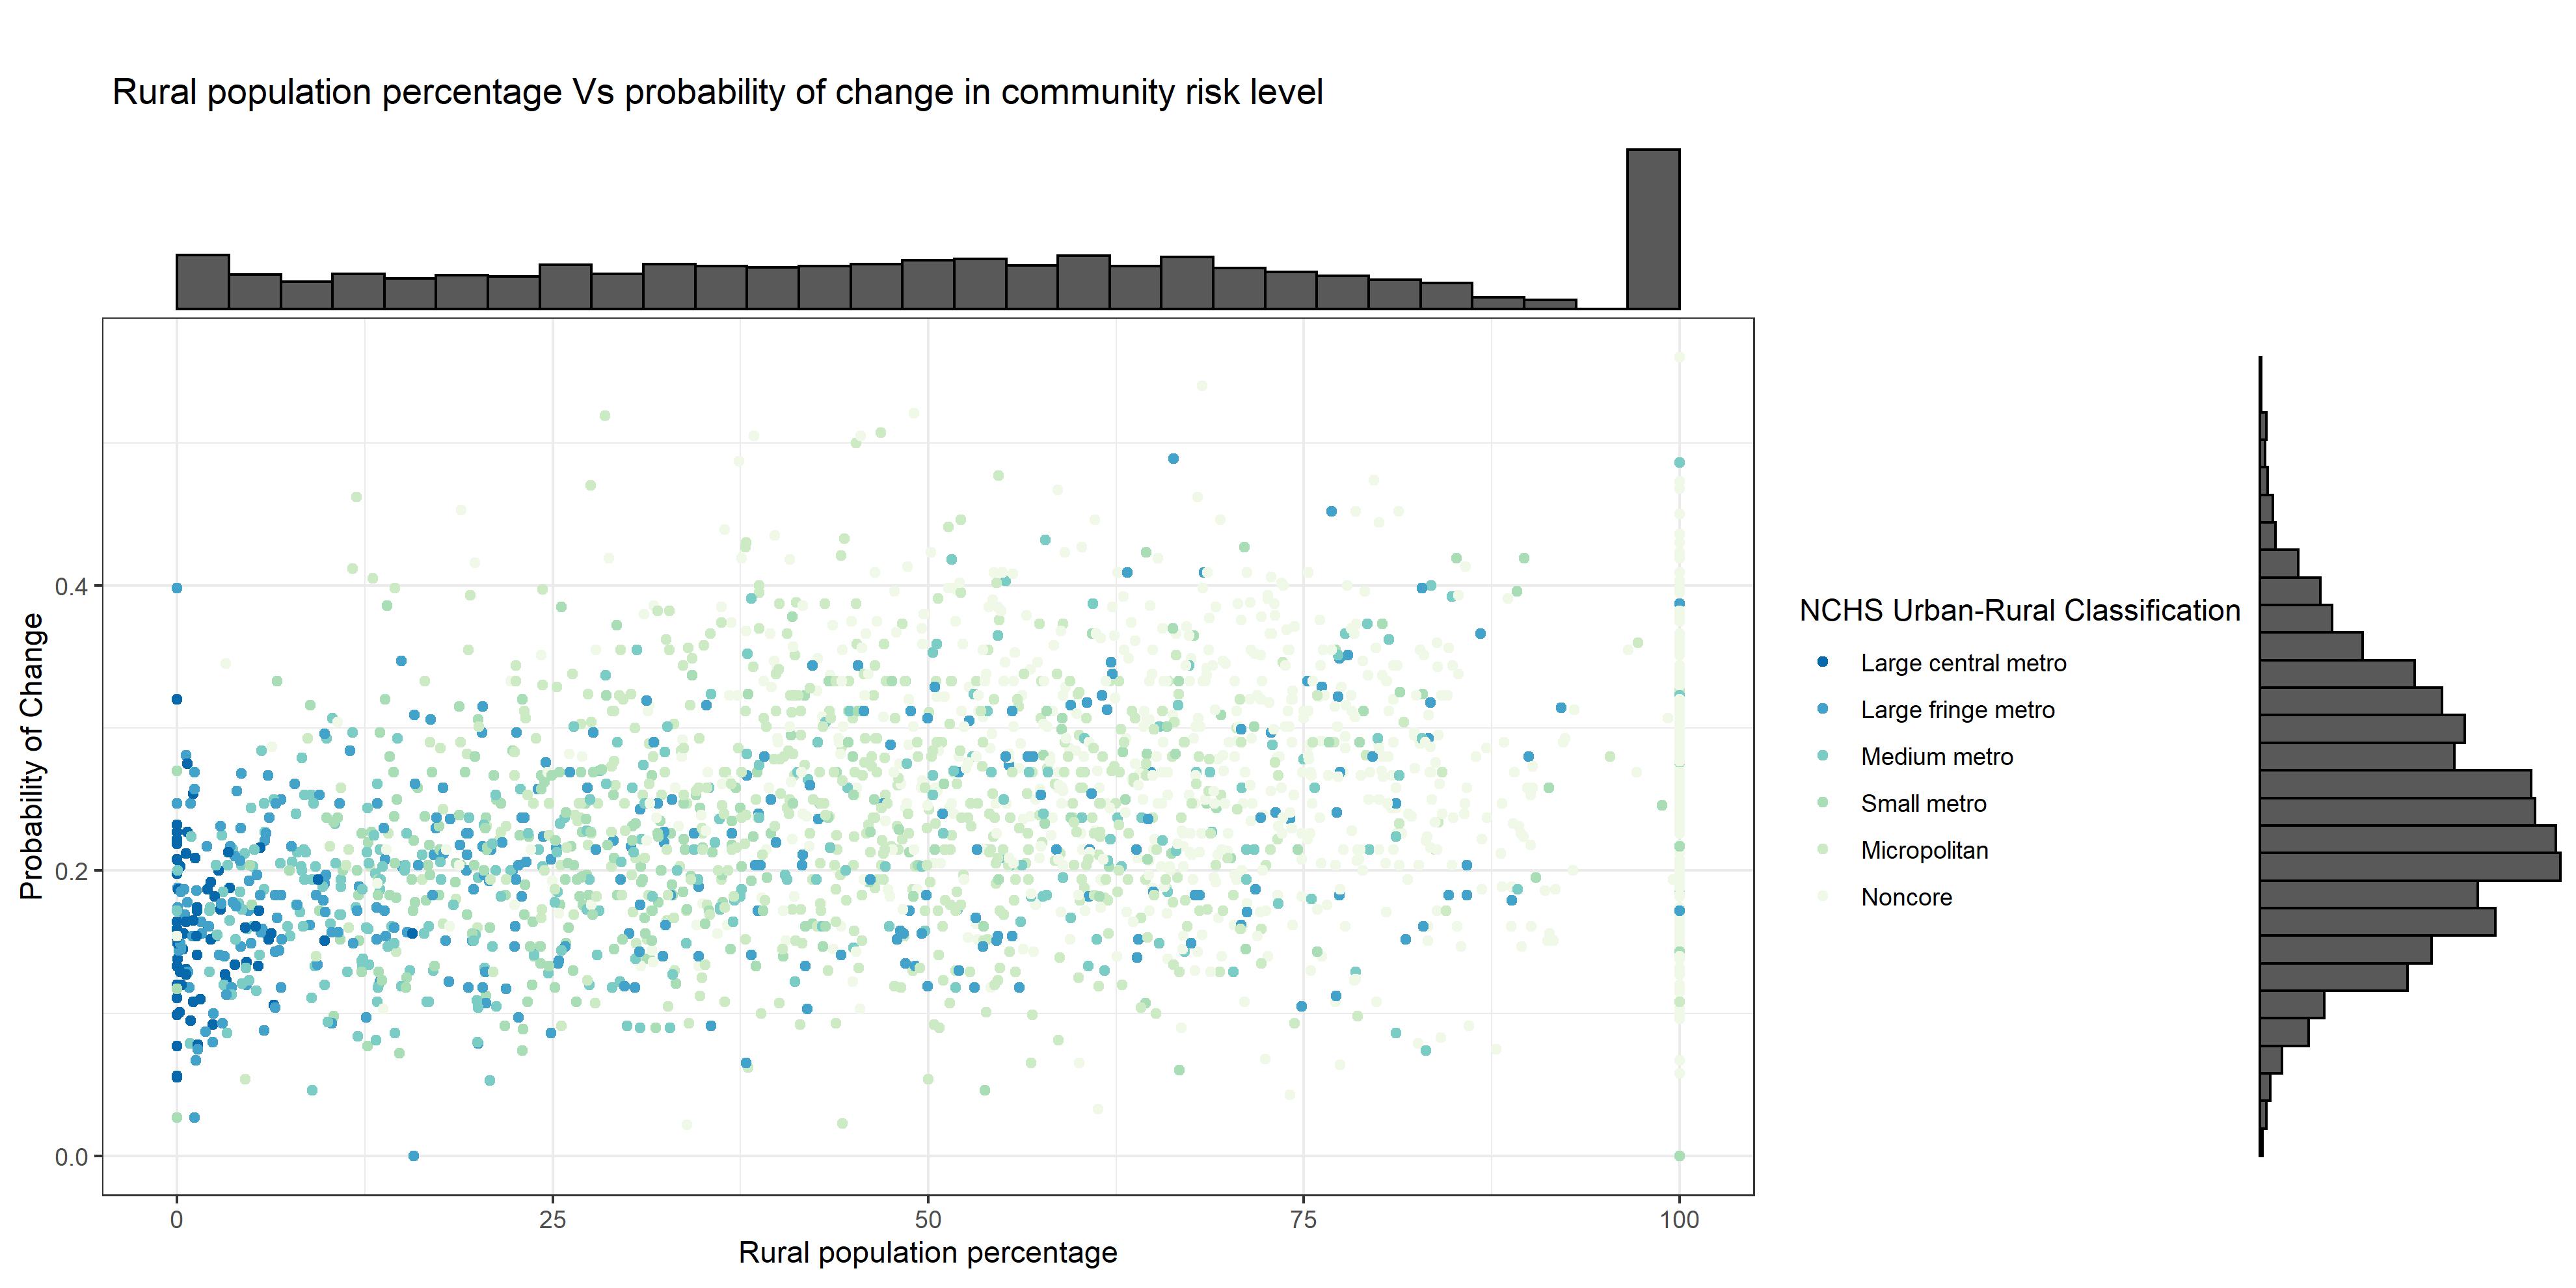 Rural population percentage Vs probability of change in community risk level
Probability of Change
0.4
0.2
0.0
0
25
50
75
100
Rural population percentage
NCHS Urban-Rural Classification
Large central metro
Large fringe metro
Medium metro
Small metro
Micropolitan
Noncore